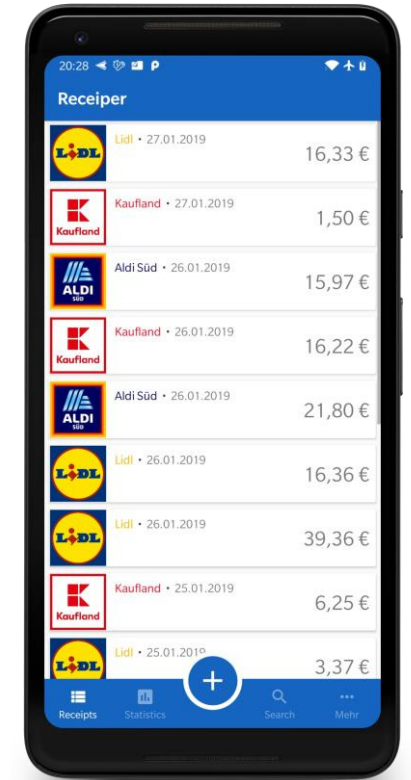 20:28
Receiper
LIDL
Lidl • 27.01.2019
16,33 €
Kaufland
Kaufland • 27.01.2019
1,50 €
ALDI
SÜD
Aldi Süd • 26.01.2019
15,97 €
Kaufland
Kaufland • 26.01.2019
16,22 €
ALDI
SÜD
Aldi Süd • 26.01.2019
21,80 €
LIDL
Lidl • 26.01.2019
16,36 €
LIDL
Lidl • 26.01.2019
39,36 €
Kaufland
Kaufland • 25.01.2019
6,25 €
LIDL
Lidl • 25.01.2019
3,37 €
+
Receipts
Statistics
Search
Mehr